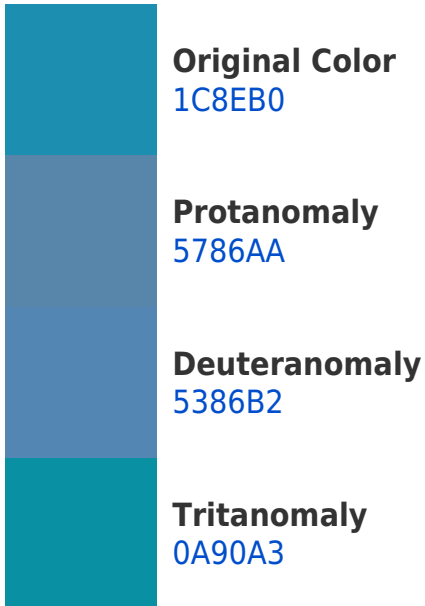 Original Color
1C8EB0
Protanomaly
5786AA
Deuteranomaly
5386B2
Tritanomaly
0A90A3